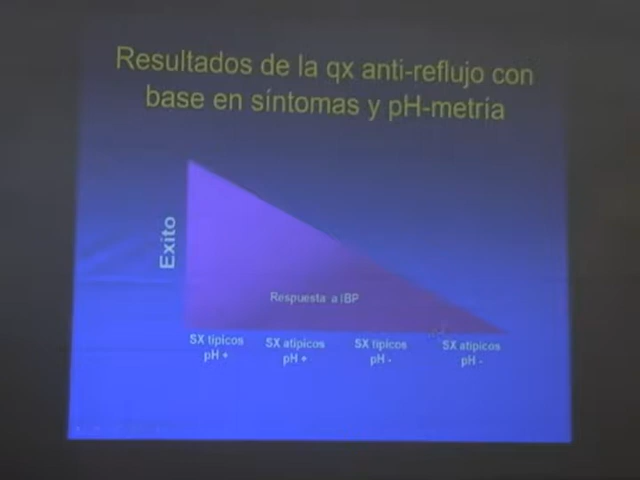 Resultados de la qx anti-reflujo con
base en síntomas y pH-metría
Exito
Respuesta a IBP
SX típicos
pH +
SX atípicos
pH +
SX típicos
pH -
SX atípicos
pH -